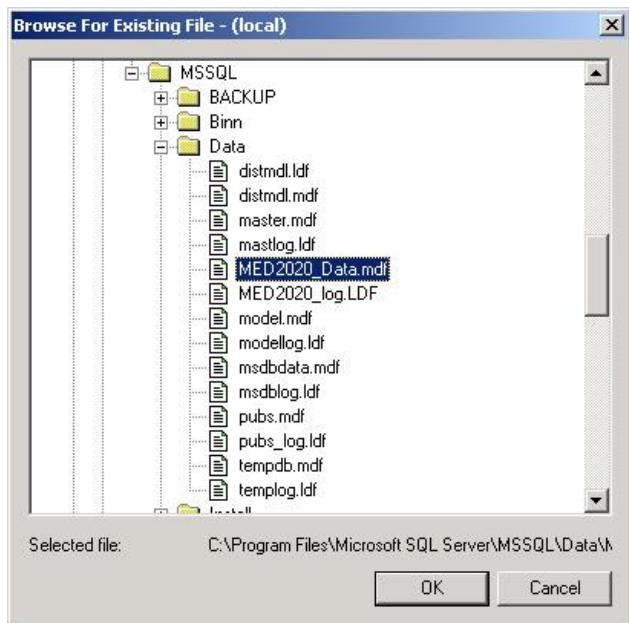 Browse For Existing File - (local)
MSSQL
BACKUP
Binn
Data
distmdl.ldf
distmdl.mdf
master.mdf
mastlog.ldf
MED2020_Data.mdf
MED2020_log.LDF
model.mdf
modellog.ldf
msdbdata.mdf
msdblog.ldf
pubs.mdf
pubs_log.ldf
tempdb.mdf
templog.ldf
Install
Selected file: C:\Program Files\Microsoft SQL Server\MSSQL\Data\M
OK Cancel